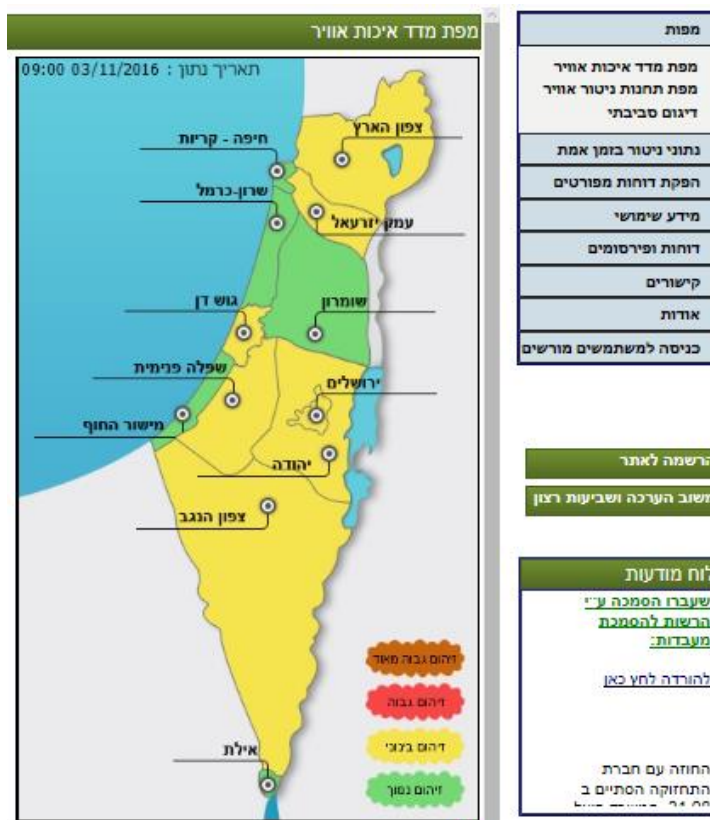 מפת מדד איכות אוויר
תאריך נתון : 03/11/2016 09:00
צפון הארץ
חיפה - קריות
שרון-כרמל
עמק יזרעאל
גוש דן
שומרון
שפלה פנימית
ירושלים
מישור החוף
יהודה
צפון הנגב
זיהום גבוה מאוד
זיהום גבוה
זיהום בינוני
זיהום נמוך
אילת
מפות
מפת מדד איכות אוויר
מפת תחנות ניטור אוויר
דיגום סביבתי
נתוני ניטור בזמן אמת
הפקת דוחות מפורטים
מידע שימושי
דוחות ופירסומים
קישורים
אודות
כניסה למשתמשים מורשים
הרשמה לאתר
משוב הערכה ושביעות רצון
לוח מודעות
שעברו הסמכה ע"י
הרשות להסמכת
מעבדות:
להורדה לחץ כאן
החוזה עם חברת
התחזוקה הסתיים ב